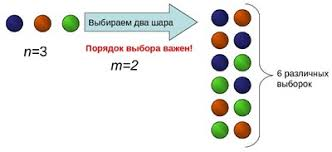 Выбираем два шара
Порядок выбора важен!
n=3
m=2
6 различных
выборок